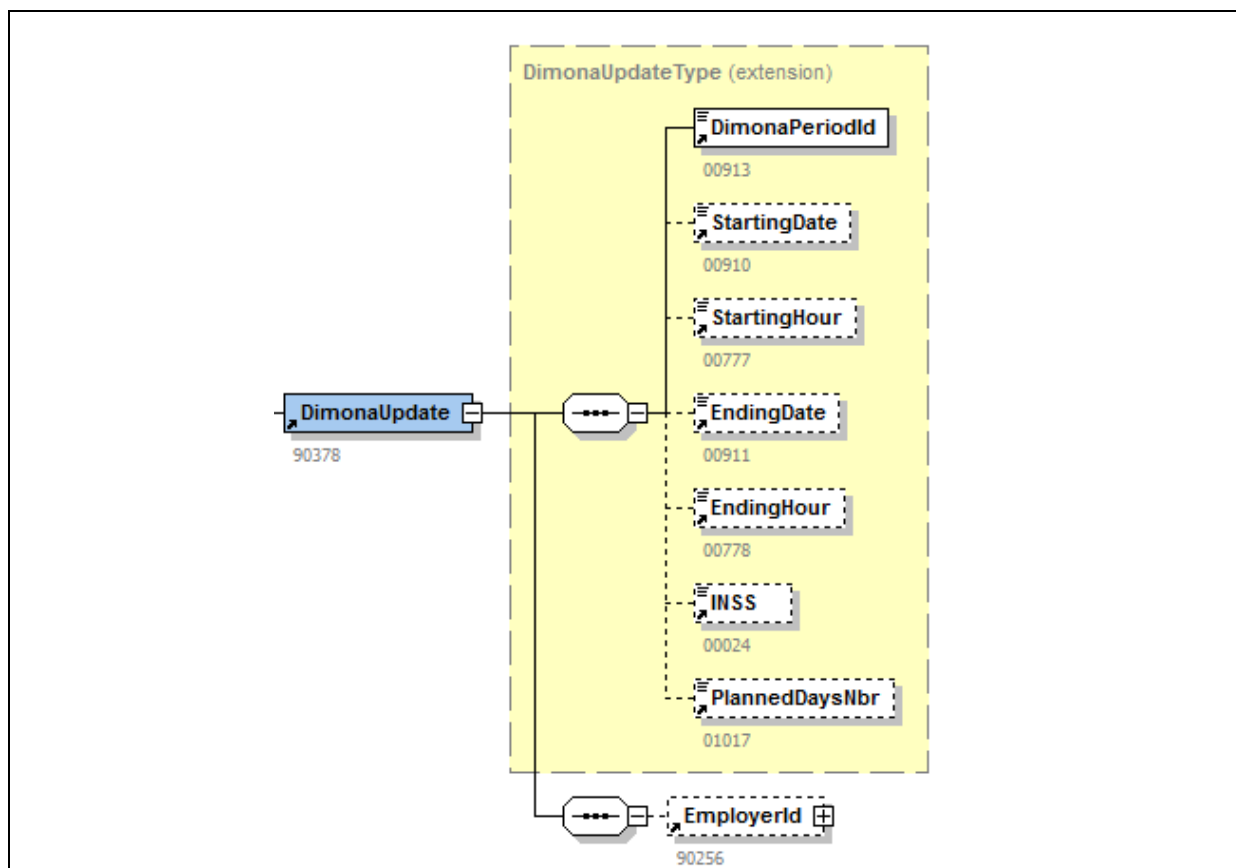 DimonaUpdateType (extension)
DimonaPeriodId
00913
StartingDate
00910
StartingHour
00777
DimonaUpdate
90378
EndingDate
00911
EndingHour
00778
INSS
00024
PlannedDaysNbr
01017
EmployerId
90256